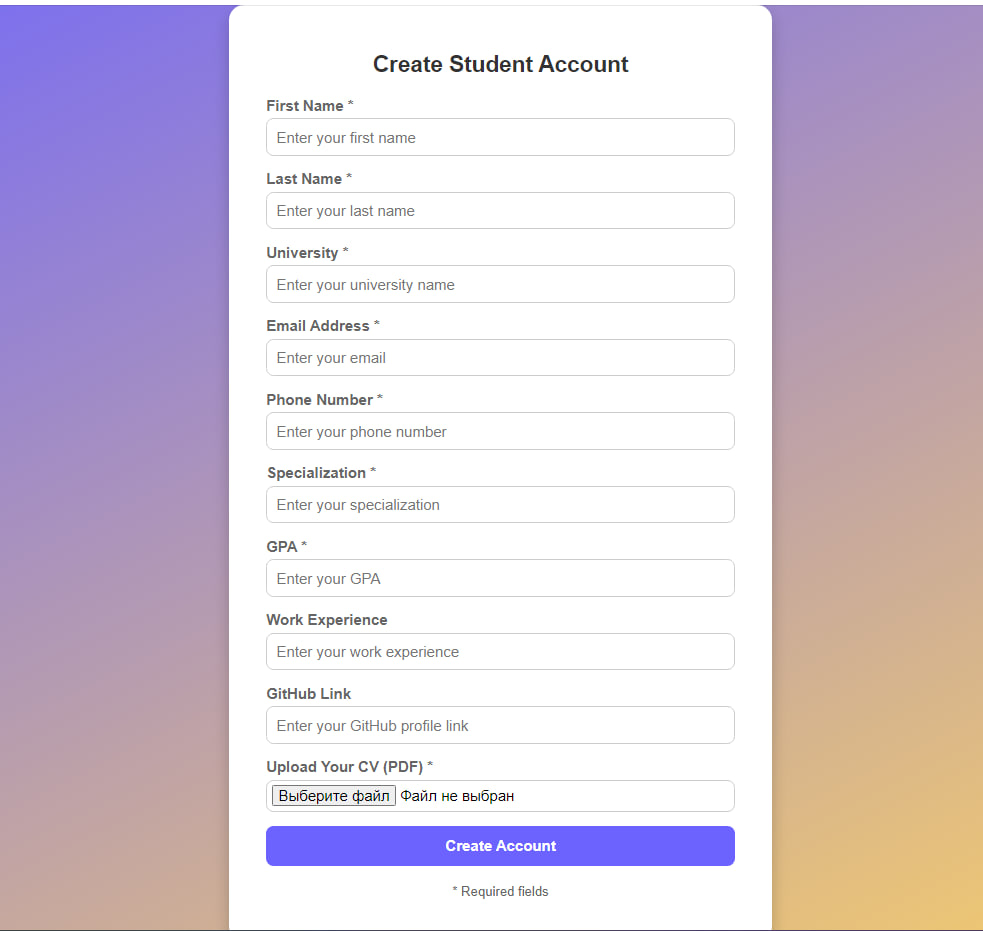 Create Student Account
First Name *
Enter your first name
Last Name *
Enter your last name
University *
Enter your university name
Email Address *
Enter your email
Phone Number *
Enter your phone number
Specialization *
Enter your specialization
GPA *
Enter your GPA
Work Experience
Enter your work experience
GitHub Link
Enter your GitHub profile link
Upload Your CV (PDF) *
Выберите файл Файл не выбран
Create Account
* Required fields